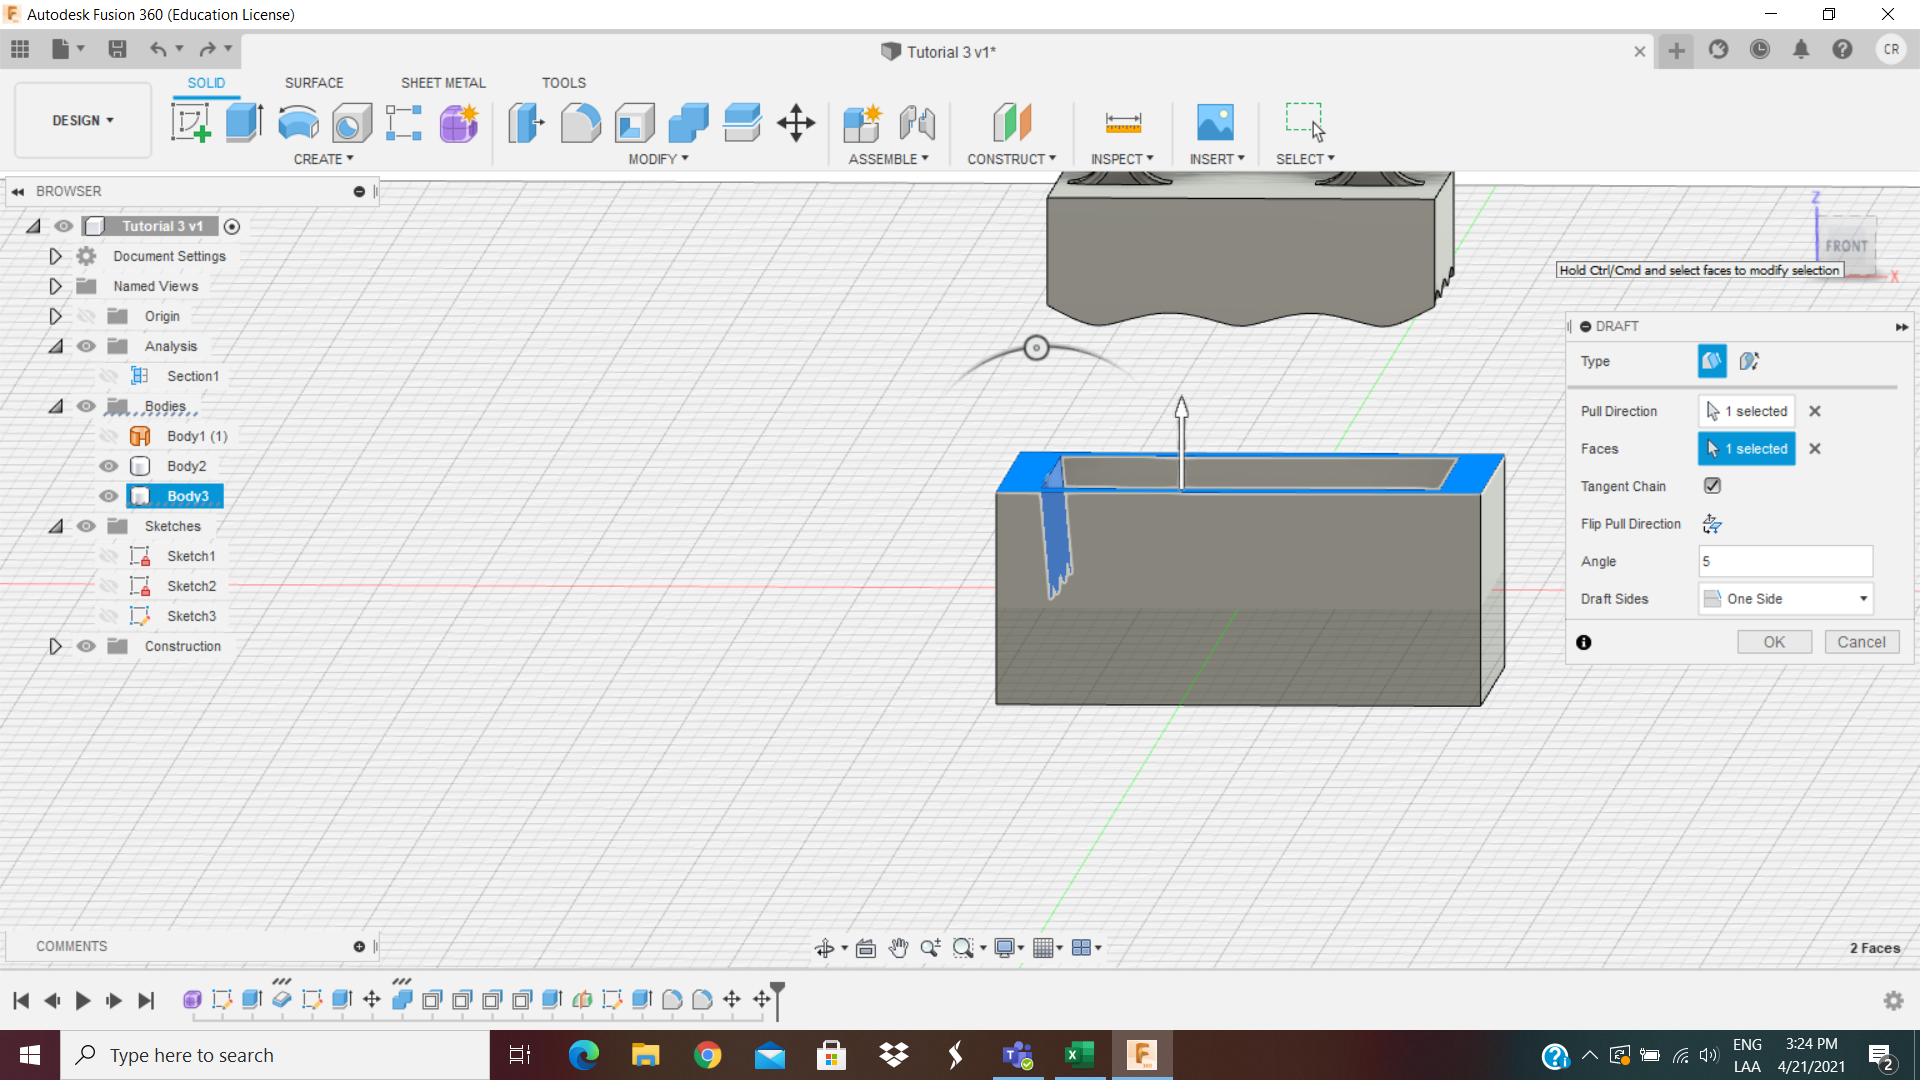 Autodesk Fusion 360 (Education License)
Tutorial 3 v1*
CR
DESIGN
SOLID
SURFACE
SHEET METAL
TOOLS
CREATE
MODIFY
ASSEMBLE
CONSTRUCT
INSPECT
INSERT
SELECT
BROWSER
Tutorial 3 v1
Document Settings
Named Views
Origin
Analysis
Section1
Bodies
Body1 (1)
Body2
Body3
Sketches
Sketch1
Sketch2
Sketch3
Construction
Z
FRONT
X
Hold Ctrl/Cmd and select faces to modify selection
DRAFT
Type
Pull Direction
1 selected
Faces
1 selected
Tangent Chain
Flip Pull Direction
Angle
5
Draft Sides
One Side
OK
Cancel
COMMENTS
2 Faces
Type here to search
ENG
LAA
3:24 PM
4/21/2021
2